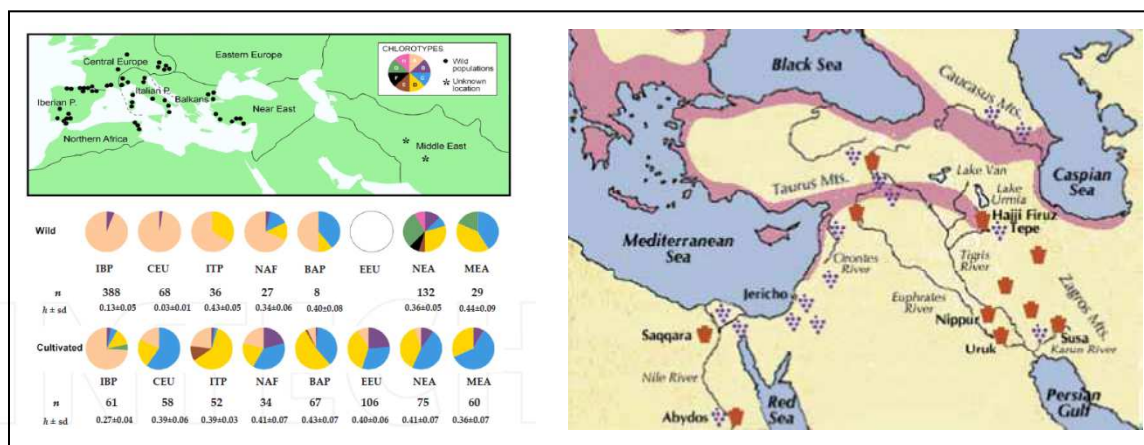 CHLOROTYPES
Wild populations
Unknown location
Eastern Europe
Central Europe
Italian P.
Balkans
Iberian P.
Near East
Northern Africa
Middle East
Wild
IBP CEU ITP NAF BAP EEU NEA MEA
n 388 68 36 27 8 132 29
h ± sd 0.13±0.05 0.03±0.01 0.43±0.05 0.34±0.06 0.40±0.08 0.36±0.05 0.44±0.09
Cultivated
IBP CEU ITP NAF BAP EEU NEA MEA
n 61 58 52 34 67 106 75 60
h ± sd 0.27±0.04 0.39±0.06 0.39±0.03 0.41±0.07 0.43±0.07 0.40±0.06 0.41±0.07 0.36±0.07
Black Sea
Caucasus Mts.
Caspian
Sea
Lake Van
Taurus Mts.
Lake
Urmia
Hajji Firuz
Tepe
Mediterranean
Sea
Orontes
River
Tigris
River
Zagros Mts.
Jericho
Euphrates
River
Nippur
Saqqara
Susa
Uruk
Karun River
Nile River
Abydos
Red
Sea
Persian
Gulf